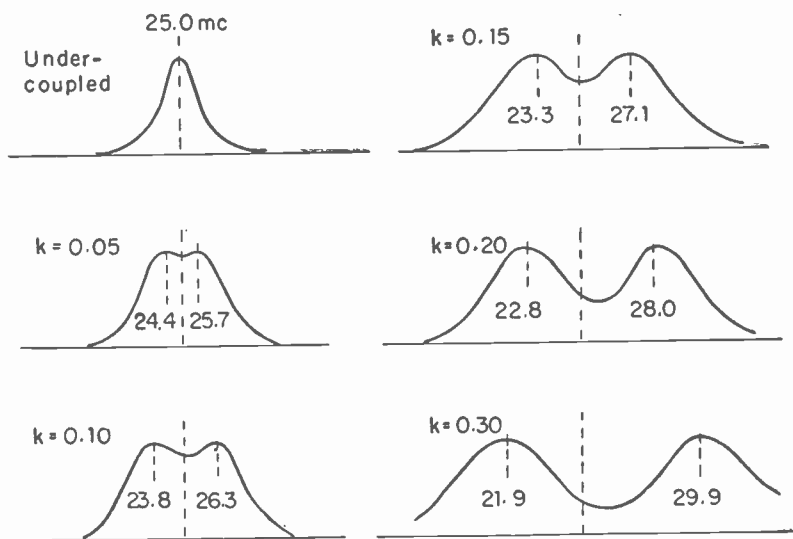 25.0 mc
Under-
coupled
k = 0.05
24.4 25.7
k = 0.10
23.8 26.3
k = 0.15
23.3 27.1
k = 0.20
22.8 28.0
k = 0.30
21.9 29.9